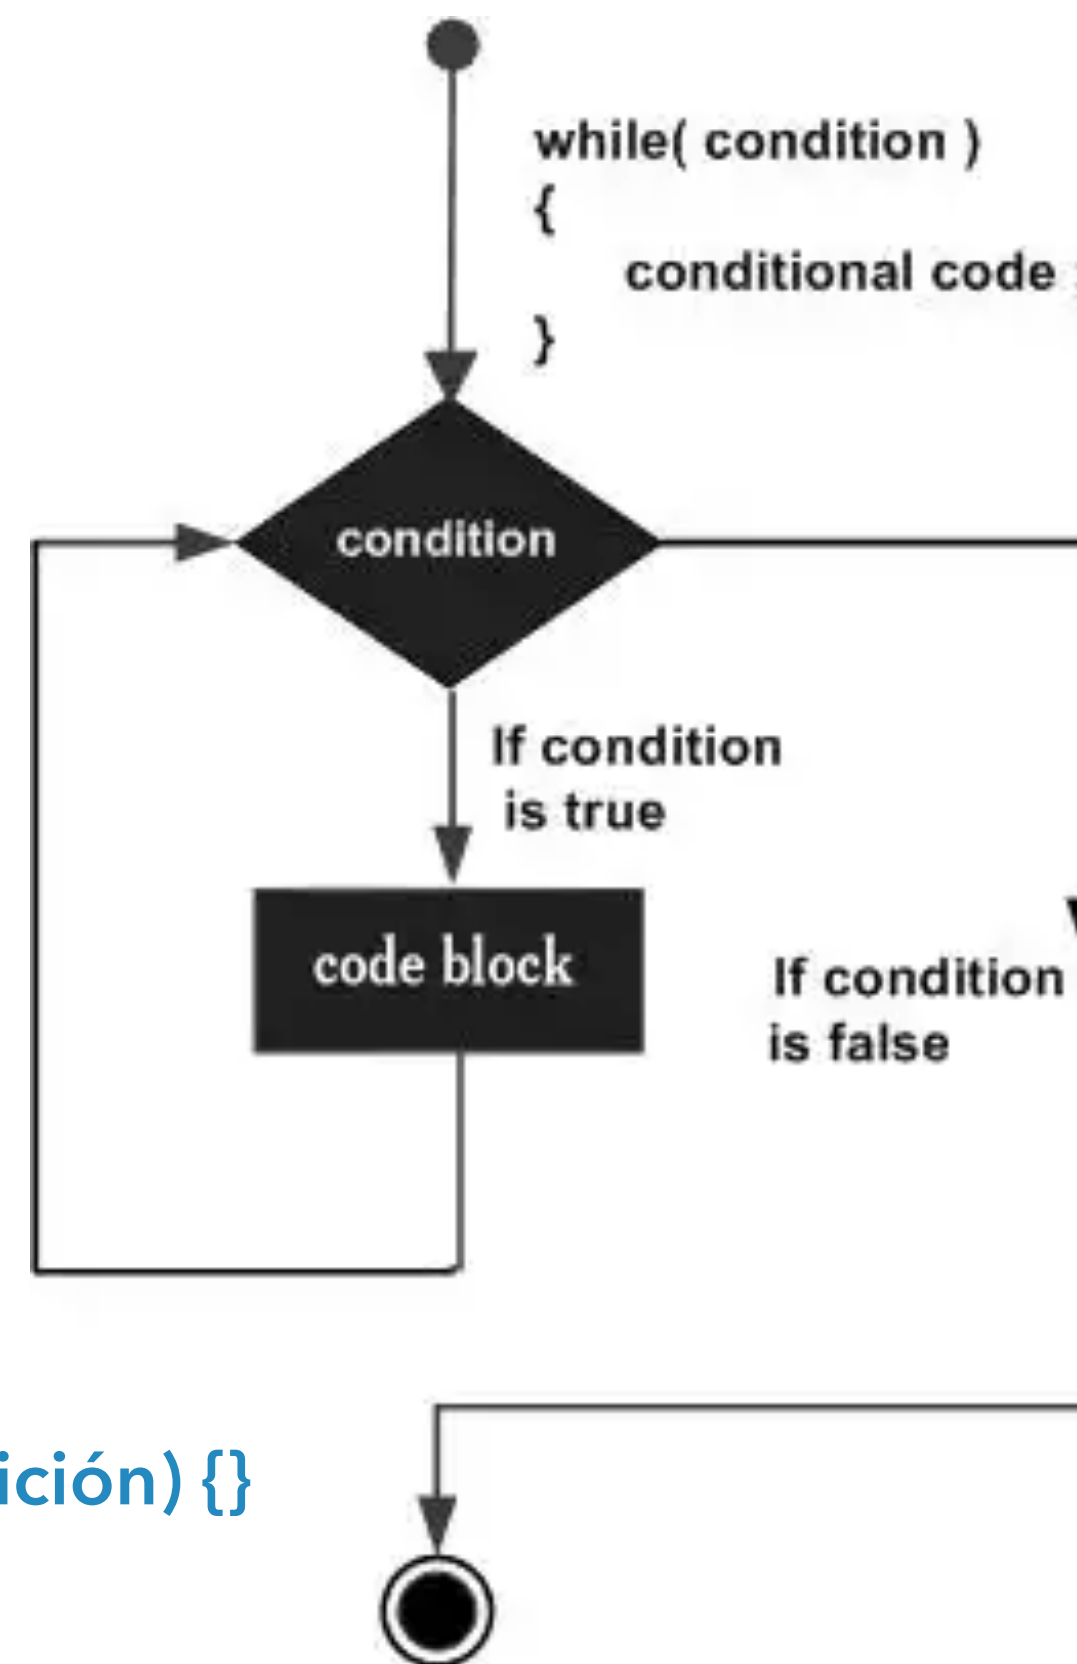 while( condition )
{
conditional code ;
}
condition
If condition
is true
code block
If condition
is false
ición) {}